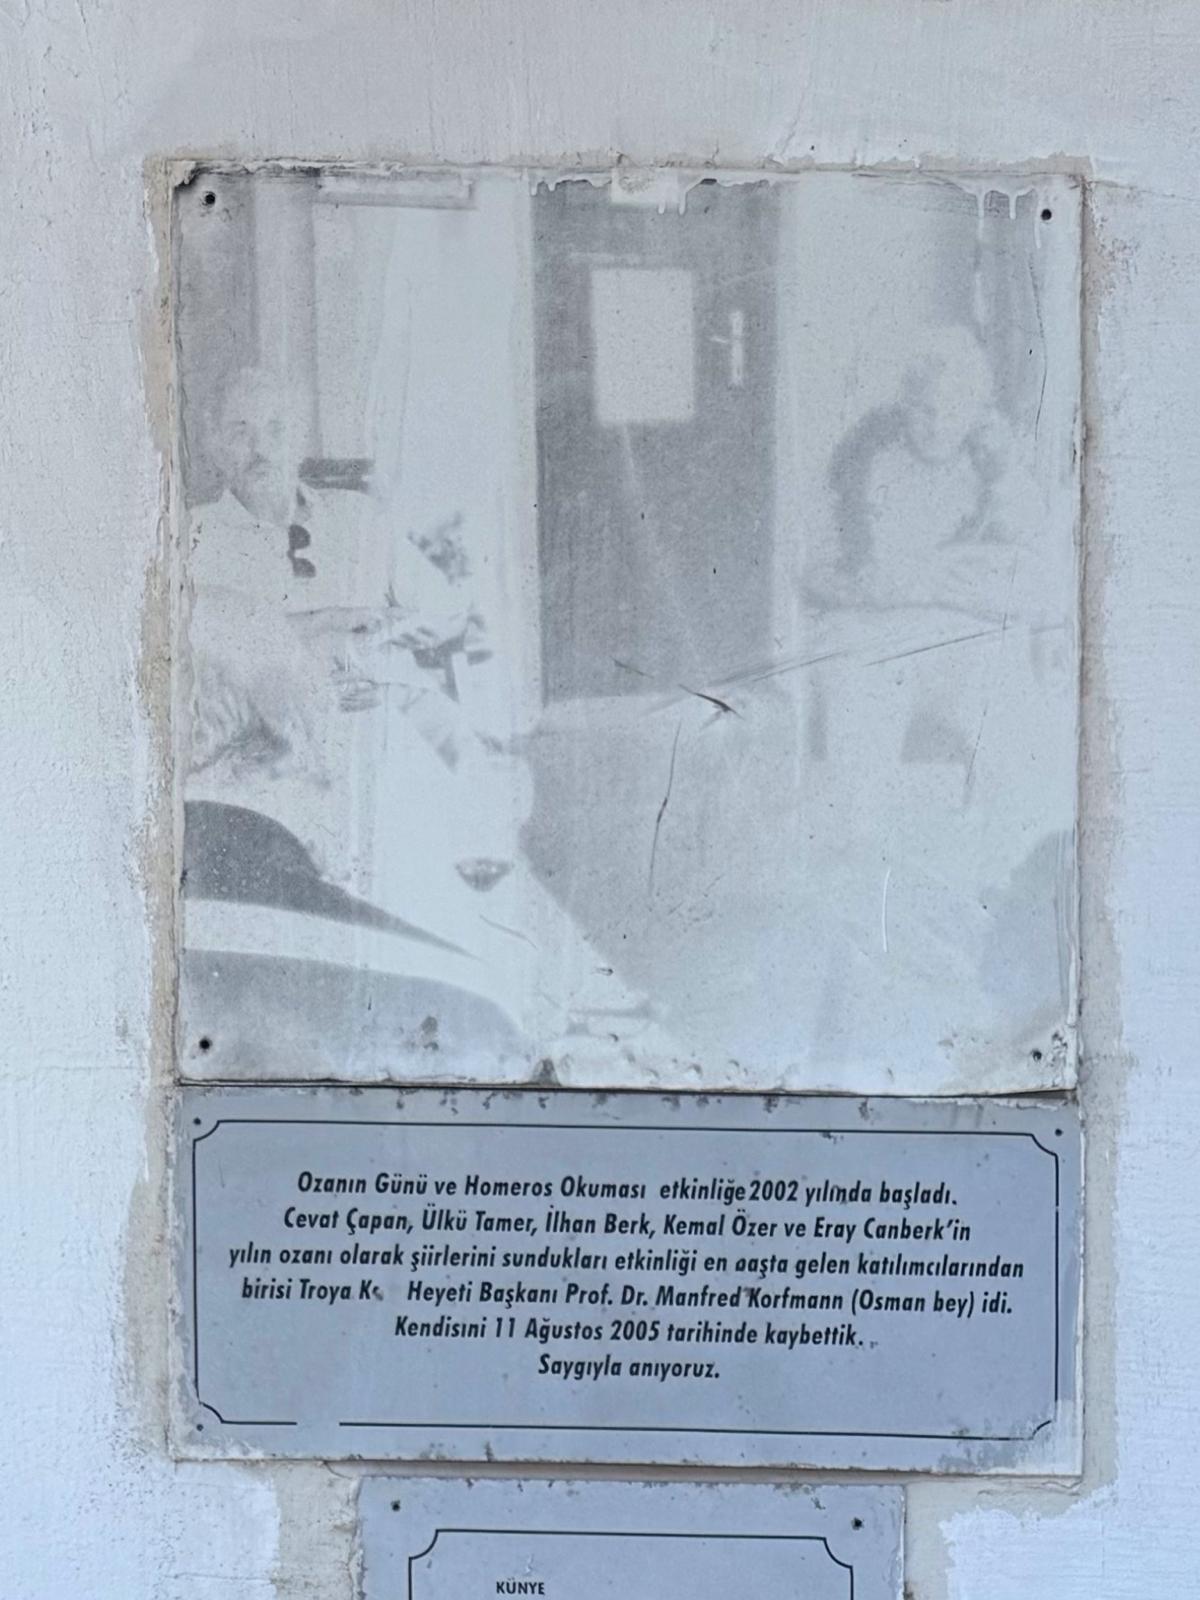 Ozanın Günü ve Homeros Okuması etkinliğe 2002 yılında başladı.
Cevat Çapan, Ülkü Tamer, İlhan Berk, Kemal Özer ve Eray Canberk'in
yılın ozanı olarak şiirlerini sundukları etkinliği en gelen katılımcılarından
birisi Troya Heyeti Başkanı Prof. Dr. Manfred Korfmann (Osman bey) idi.
Kendisini 11 Ağustos 2005 tarihinde kaybettik.
Saygıyla anıyoruz.
KÜNYE